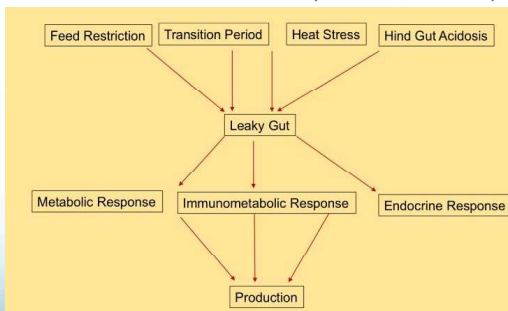 Feed Restriction
Transition Period
Heat Stress
Hind Gut Acidosis
Leaky Gut
Metabolic Response
Immunometabolic Response
Endocrine Response
Production